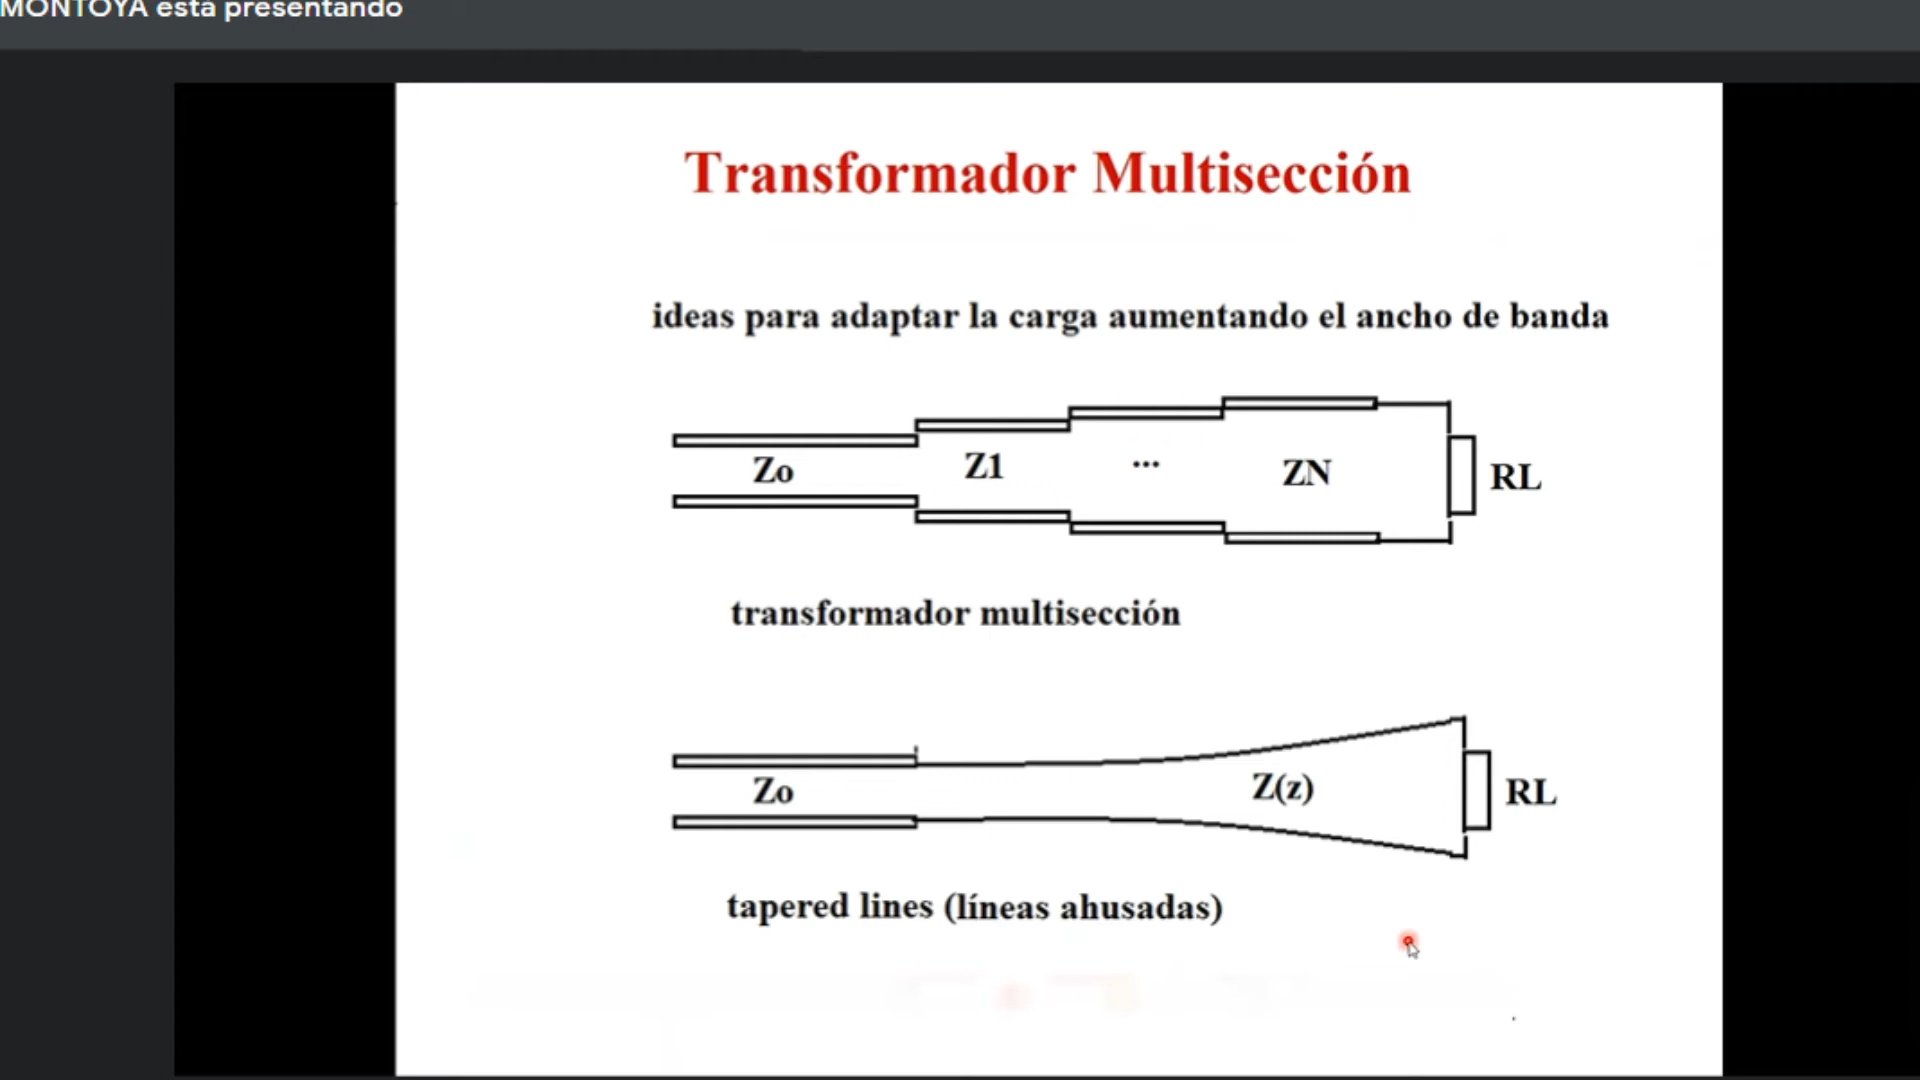 MONTOYA está presentando
Transformador Multisección
ideas para adaptar la carga aumentando el ancho de banda
Zo Z1 ... ZN RL
transformador multisección
Zo Z(z) RL
tapered lines (líneas ahusadas)